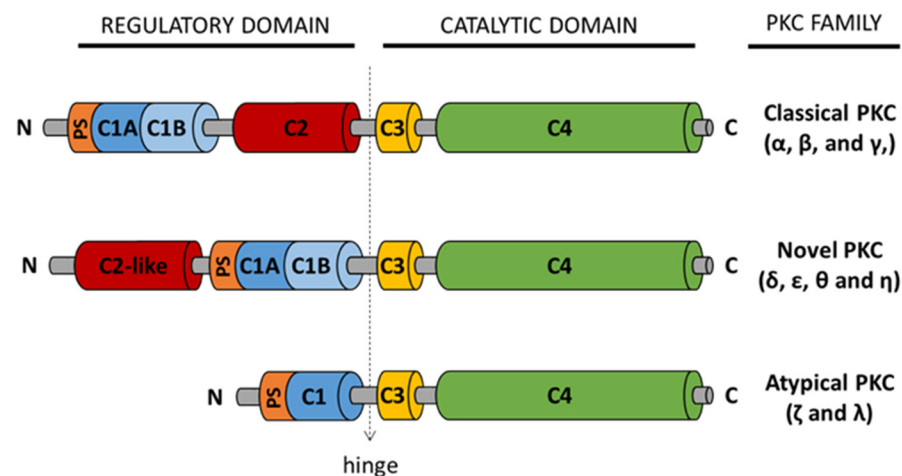 REGULATORY DOMAIN CATALYTIC DOMAIN PKC FAMILY
N PS C1A C1B C2 C3 C4 C Classical PKC
(α, β, and γ,)
N C2-like PS C1A C1B C3 C4 C Novel PKC
(δ, ε, θ and η)
N PS C1 C3 C4 C Atypical PKC
(ζ and λ)
hinge